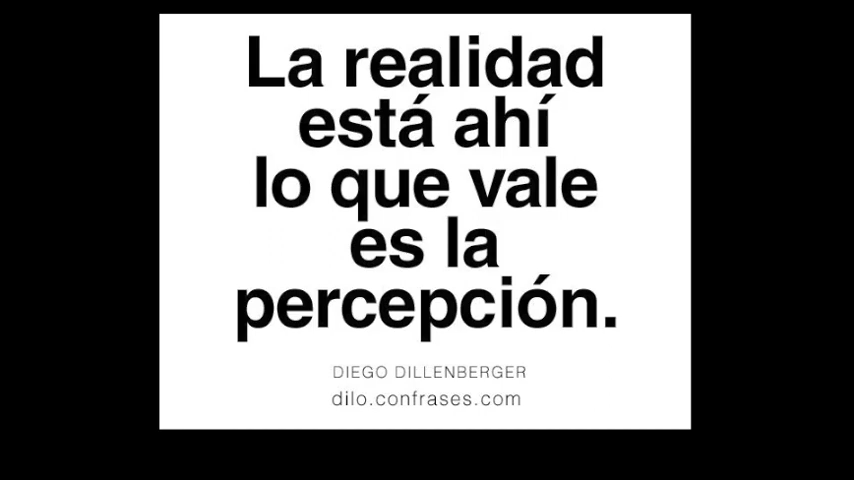 La realidad
está ahí
lo que vale
es la
percepción.
DIEGO DILLENBERGER
dilo.confrases.com